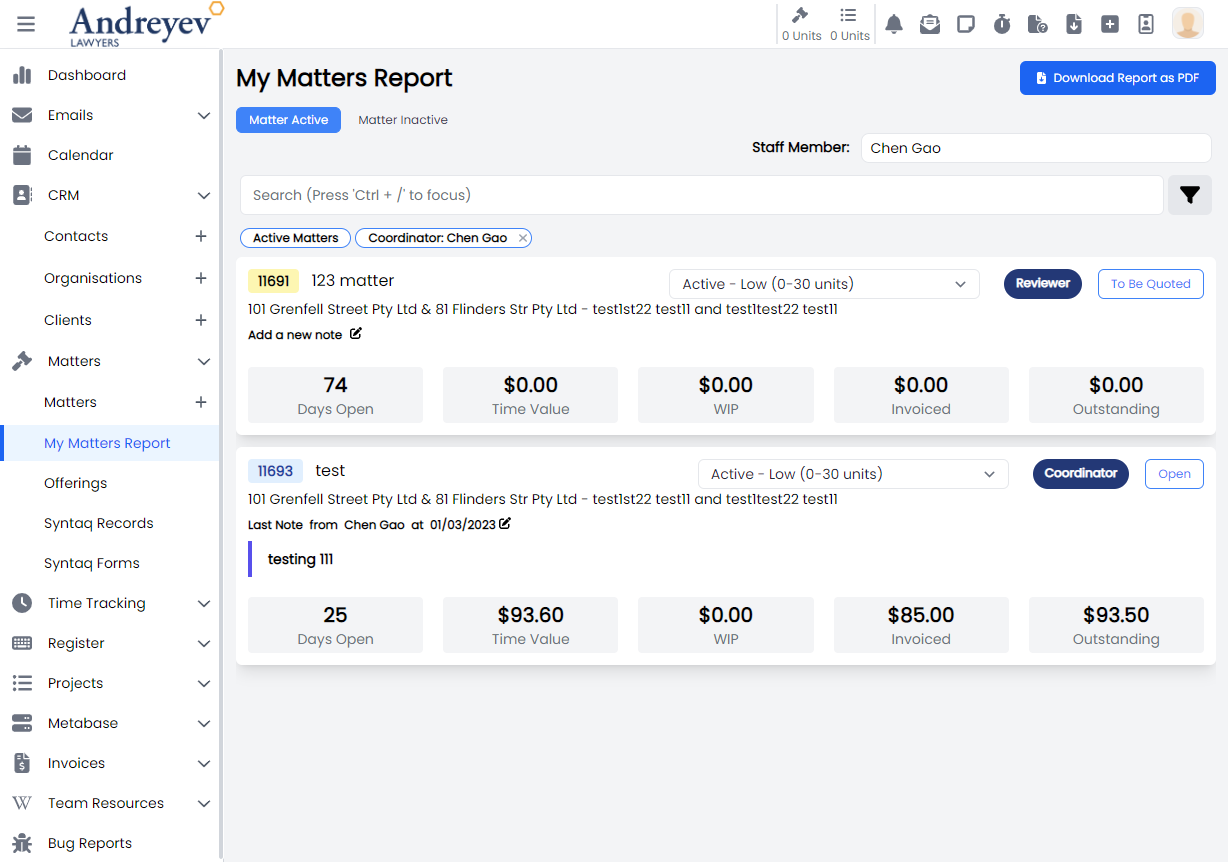 Andreyev
LAWYERS
0 Units 0 Units
Dashboard
Emails
Calendar
CRM
Contacts
Organisations
Clients
Matters
Matters
My Matters Report
Offerings
Syntaq Records
Syntaq Forms
Time Tracking
Register
Projects
Metabase
Invoices
Team Resources
Bug Reports
My Matters Report
Download Report as PDF
Matter Active Matter Inactive
Staff Member: Chen Gao
Search (Press 'Ctrl + /' to focus)
Active Matters Coordinator: Chen Gao
11691 123 matter Active - Low (0-30 units) Reviewer To Be Quoted
101 Grenfell Street Pty Ltd & 81 Flinders Str Pty Ltd - test1st22 test11 and test1test22 test11
Add a new note
74 $0.00 $0.00 $0.00 $0.00
Days Open Time Value WIP Invoiced Outstanding
11693 test Active - Low (0-30 units) Coordinator Open
101 Grenfell Street Pty Ltd & 81 Flinders Str Pty Ltd - test1st22 test11 and test1test22 test11
Last Note from Chen Gao at 01/03/2023
testing 111
25 $93.60 $0.00 $85.00 $93.50
Days Open Time Value WIP Invoiced Outstanding